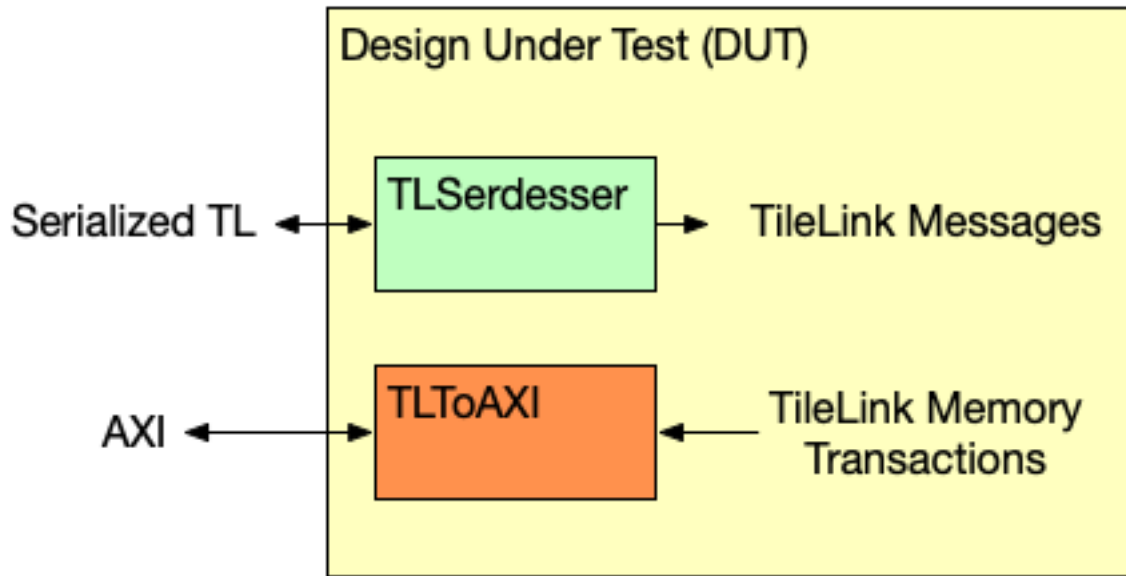 Design Under Test (DUT)
TLSerdesser
Serialized TL
TileLink Messages
TLToAXI
AXI
TileLink Memory
Transactions